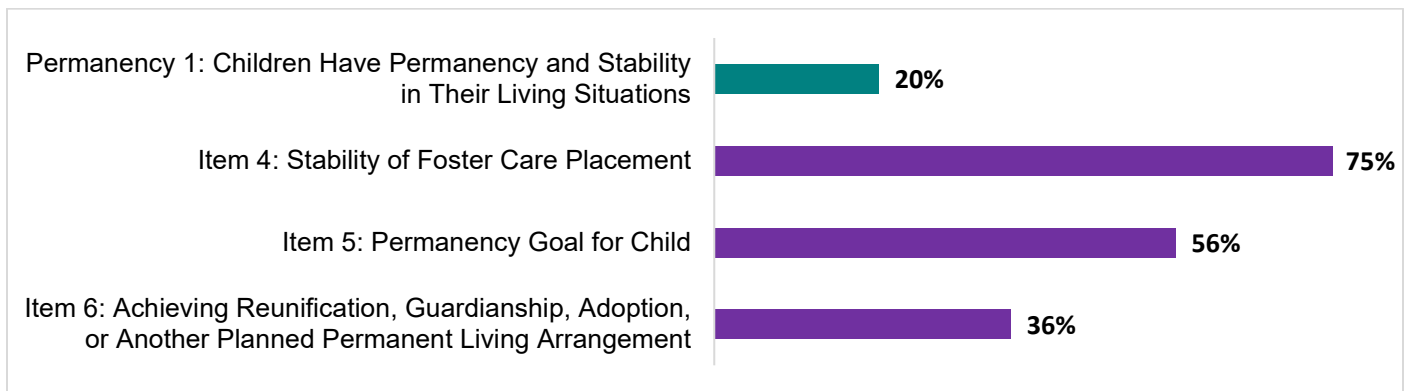 Permanency 1: Children Have Permanency and Stability
in Their Living Situations
20%
Item 4: Stability of Foster Care Placement
75%
Item 5: Permanency Goal for Child
56%
Item 6: Achieving Reunification, Guardianship, Adoption,
or Another Planned Permanent Living Arrangement
36%